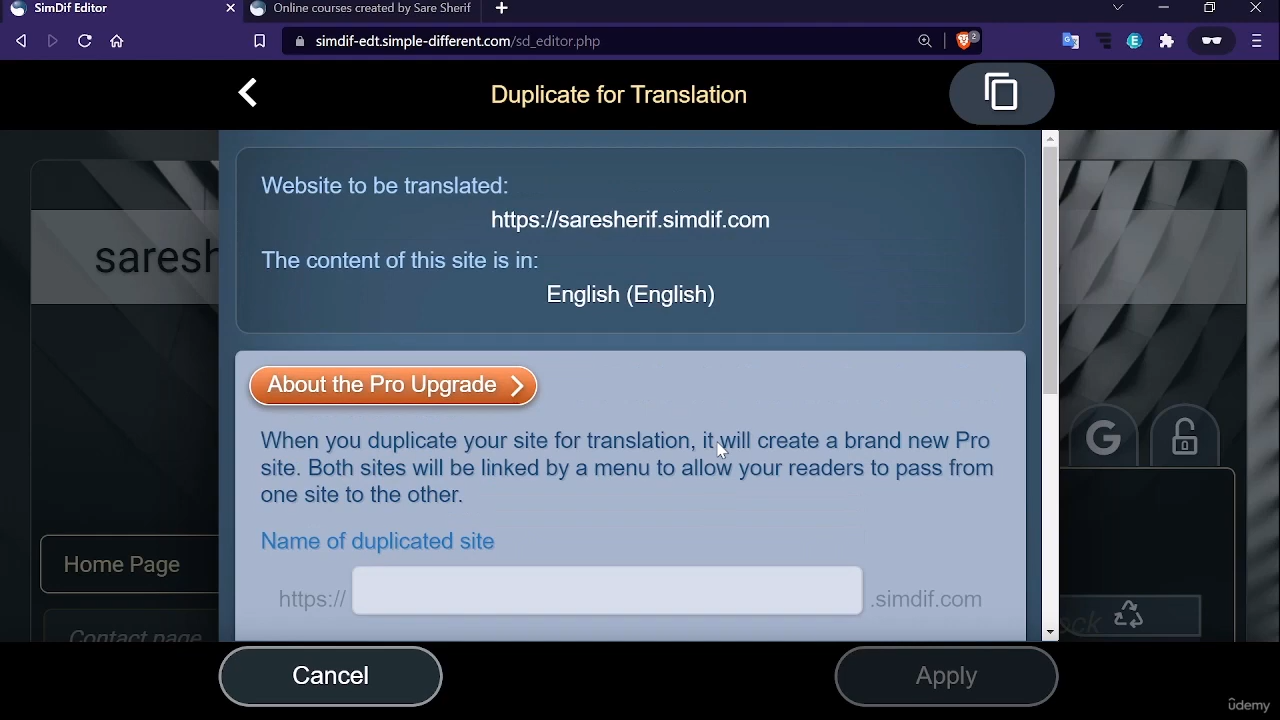 SimDif Editor
Online courses created by Sare Sherif
simdif-edt.simple-different.com/sd_editor.php
2
Duplicate for Translation
Website to be translated:
https://saresherif.simdif.com
The content of this site is in:
English (English)
saresh
About the Pro Upgrade
When you duplicate your site for translation, it will create a brand new Pro
site. Both sites will be linked by a menu to allow your readers to pass from
one site to the other.
Name of duplicated site
https://
.simdif.com
G
Home Page
Contact page
ock
Cancel
Apply
ûdemy